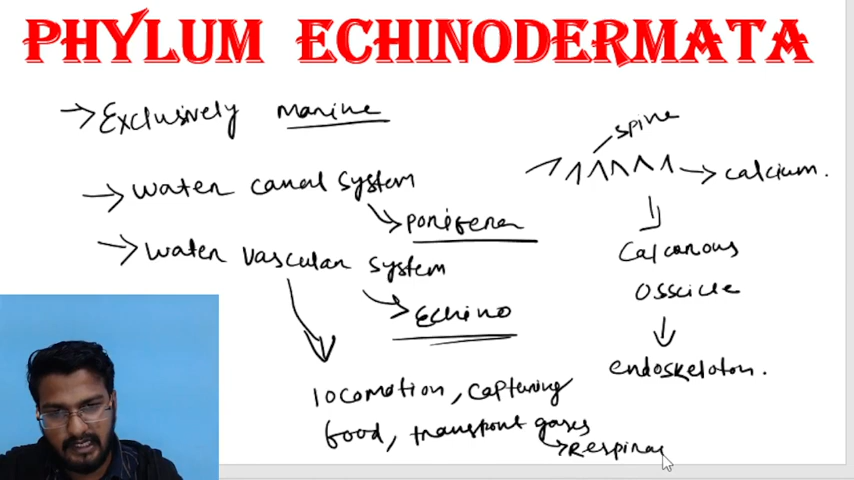 PHYLUM ECHINODERMATA
→ Exclusively marine
→ water canal system
porifera
→ water vascular system
Echino
locomotion, capturing
food, transport gases
→ Respiray
spine
→ calcium.
Calcarous
ossicle
endoskeleton.